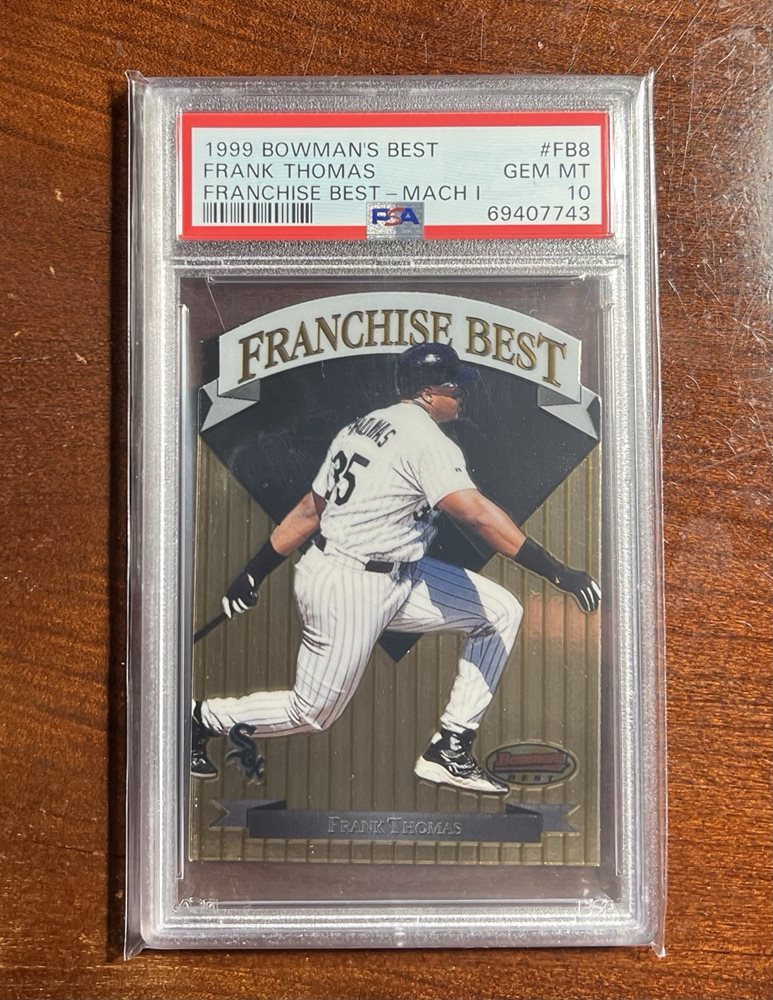 1999 BOWMAN'S BEST #FB8
FRANK THOMAS GEM MT
FRANCHISE BEST – MACH I 10
PSA 69407743
FRANCHISE BEST
THOMAS
35
Sox
Bowman's
BEST
FRANK THOMAS